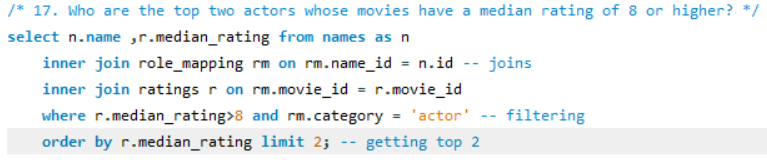 /* 17. Who are the top two actors whose movies have a median rating of 8 or higher? */
select n.name ,r.median_rating from names as n
inner join role_mapping rm on rm.name_id = n.id -- joins
inner join ratings r on rm.movie_id = r.movie_id
where r.median_rating>8 and rm.category = 'actor' -- filtering
order by r.median_rating limit 2; -- getting top 2